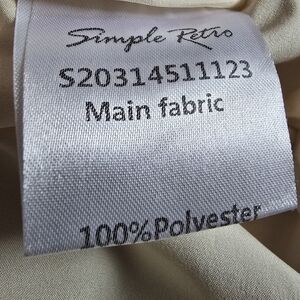 Simple Retro
S20314511123
Main fabric
100%Polyester